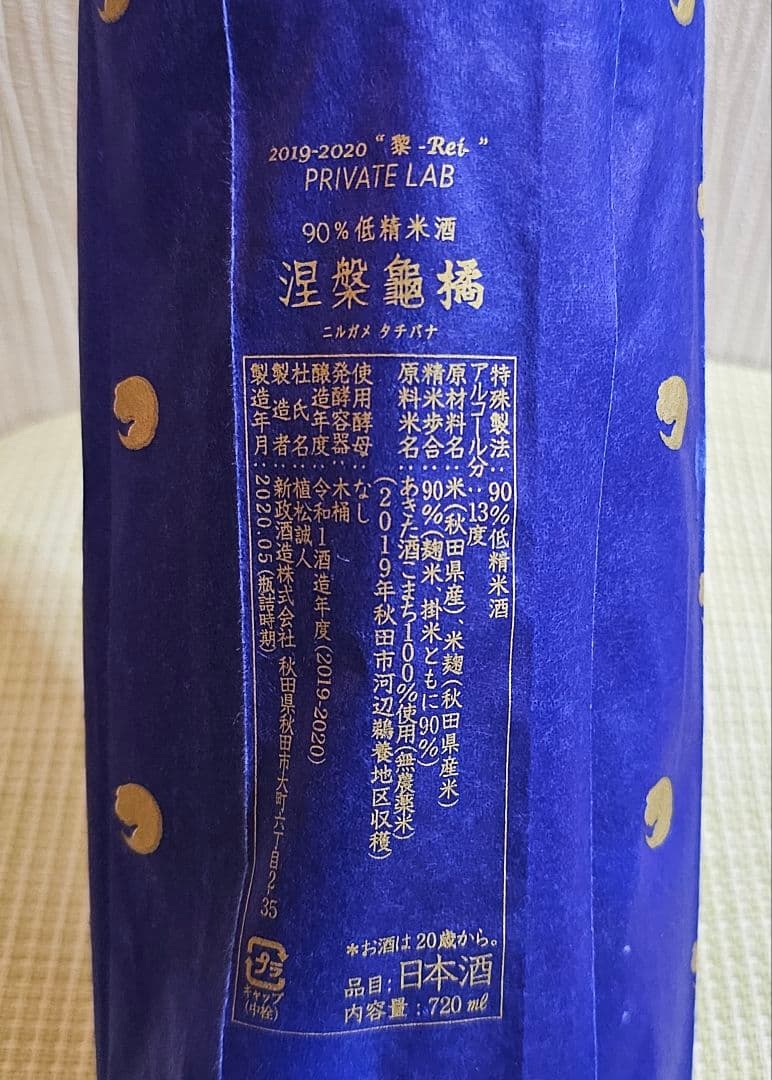 2019-2020 “黎 -Rei-”
PRIVATE LAB
90％低精米酒
涅槃龜橘
ニルガメ タチバナ
特殊製法：90％低精米酒
アルコール分：13度
原材料名：米（秋田県産）、米麹（秋田県産米）
精米歩合：90％（麹米、掛米ともに90％）
原料米名：あきた酒こまち100％使用（無農薬米）
（2019年秋田市河辺鵜養地区収穫）
使用酵母：なし
発酵容器：木桶
醸造年度：令和1酒造年度（2019-2020）
杜氏名：植松誠人
製造者：新政酒造株式会社 秋田県秋田市大町六丁目2-35
製造年月：2020.05（瓶詰時期）
*お酒は20歳から。
品目：日本酒
内容量：720㎖
プラ
キャップ
（中栓）